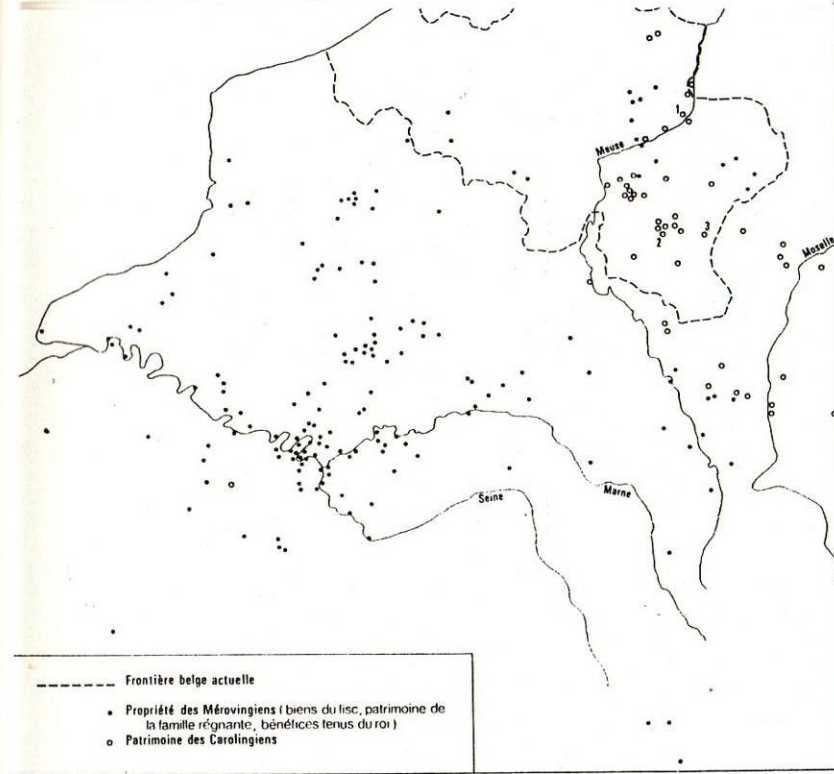 1
Meuse
3
2
Moselle
Marne
Seine
Frontière belge actuelle
Propriété des Mérovingiens ( biens du fisc, patrimoine de
la famille régnante, bénéfices tenus du roi )
Patrimoine des Carolingiens